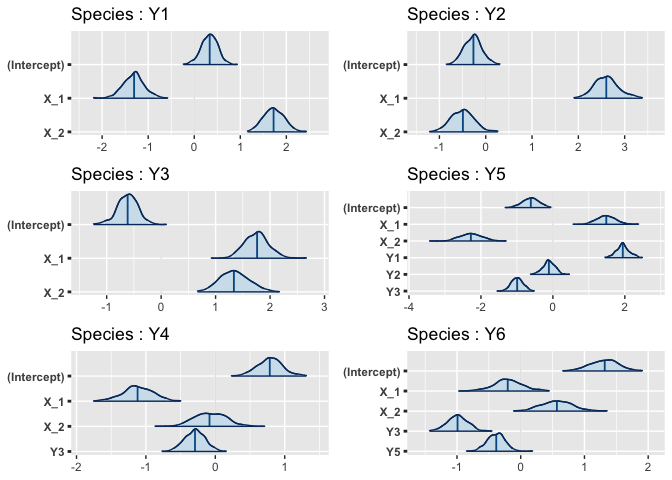 Species : Y1
(Intercept)
X_1
X_2
-2 -1 0 1 2
Species : Y2
(Intercept)
X_1
X_2
-1 0 1 2 3
Species : Y3
(Intercept)
X_1
X_2
-1 0 1 2 3
Species : Y5
(Intercept)
X_1
X_2
Y1
Y2
Y3
-4 -2 0 2
Species : Y4
(Intercept)
X_1
X_2
Y3
-2 -1 0 1
Species : Y6
(Intercept)
X_1
X_2
Y3
Y5
-1 0 1 2